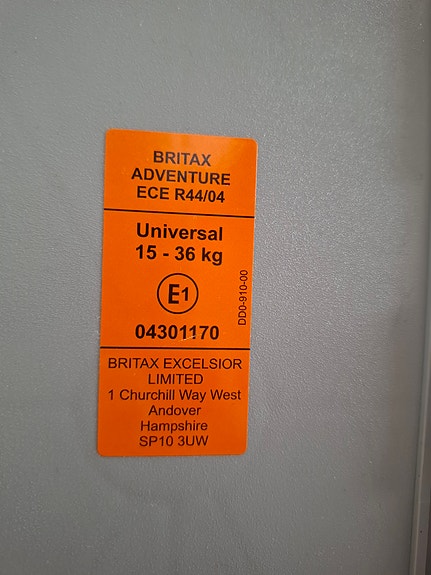 BRITAX
ADVENTURE
ECE R44/04
Universal
15 - 36 kg
E1
DD0-910-00
04301170
BRITAX EXCELSIOR
LIMITED
1 Churchill Way West
Andover
Hampshire
SP10 3UW